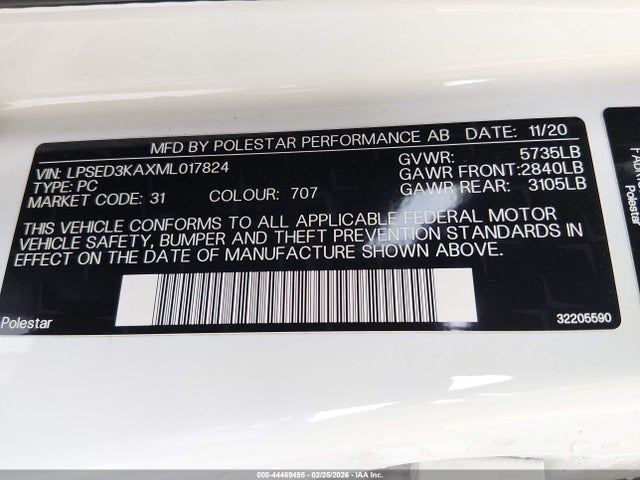 MFD BY POLESTAR PERFORMANCE AB DATE: 11/20
VIN: LPSED3KAXML017824
TYPE: PC
MARKET CODE: 31 COLOUR: 707
GVWR: 5735LB
GAWR FRONT:2840LB
GAWR REAR: 3105LB
THIS VEHICLE CONFORMS TO ALL APPLICABLE FEDERAL MOTOR
VEHICLE SAFETY, BUMPER AND THEFT PREVENTION STANDARDS IN
EFFECT ON THE DATE OF MANUFACTURE SHOWN ABOVE.
Polestar
32205590
Polestar
000-44469495 - 02/25/2026 - IAA Inc.